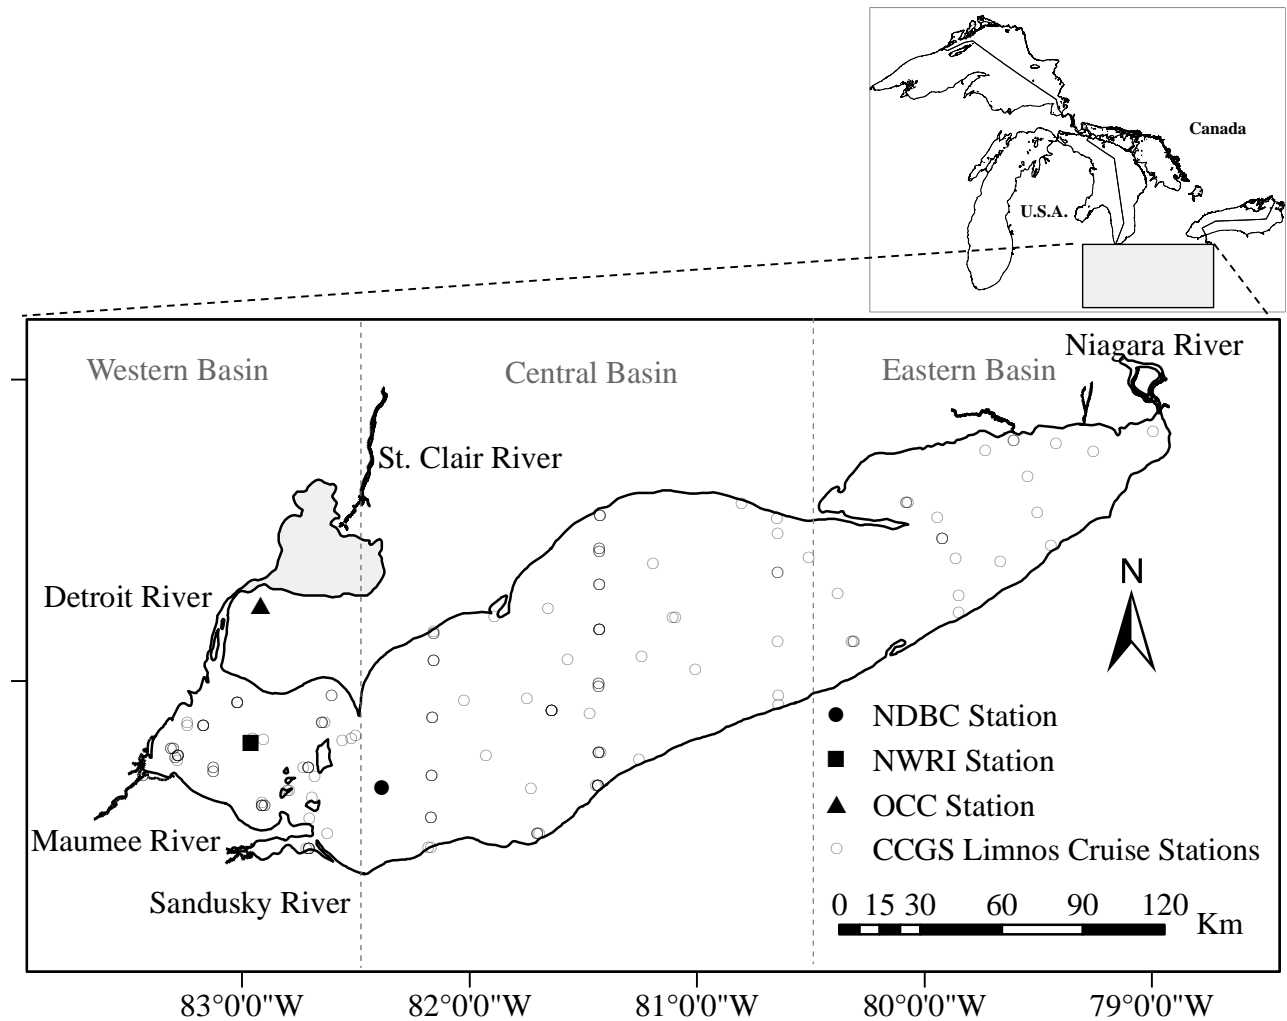 Canada
U.S.A.
Niagara River
Western Basin
Central Basin
Eastern Basin
St. Clair River
Detroit River
N
NDBC Station
NWRI Station
OCC Station
CCGS Limnos Cruise Stations
Maumee River
Sandusky River
0 15 30 60 90 120
Km
83°0'0"W 82°0'0"W 81°0'0"W 80°0'0"W 79°0'0"W